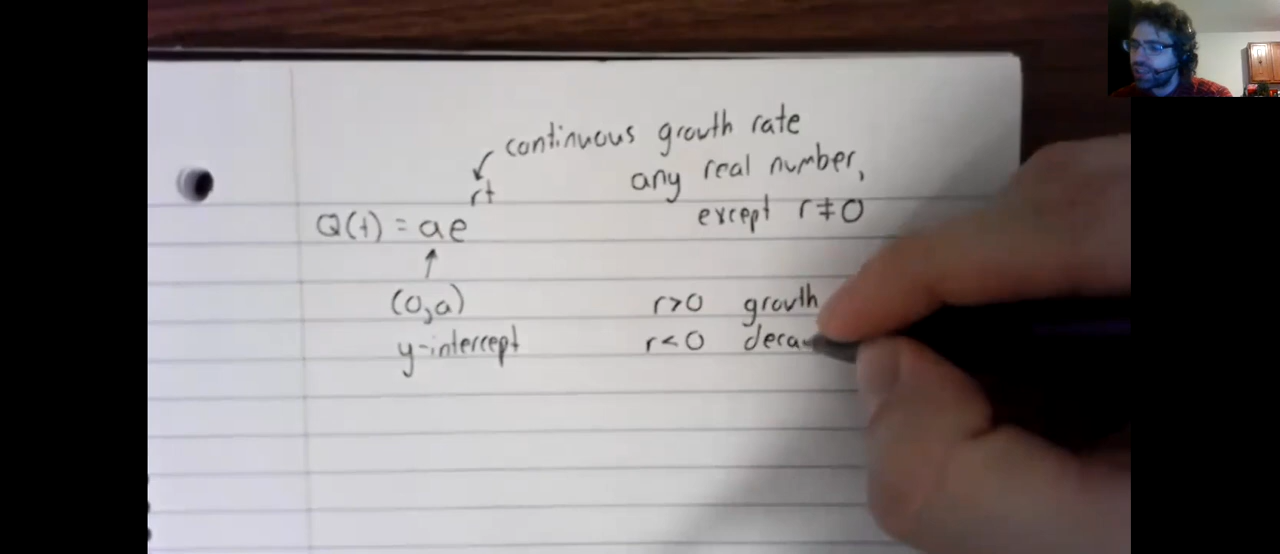 continuous growth rate
any real number,
except r≠0
Q(t) = ae^rt
(0,a)
y-intercept
r>0 growth
r<0